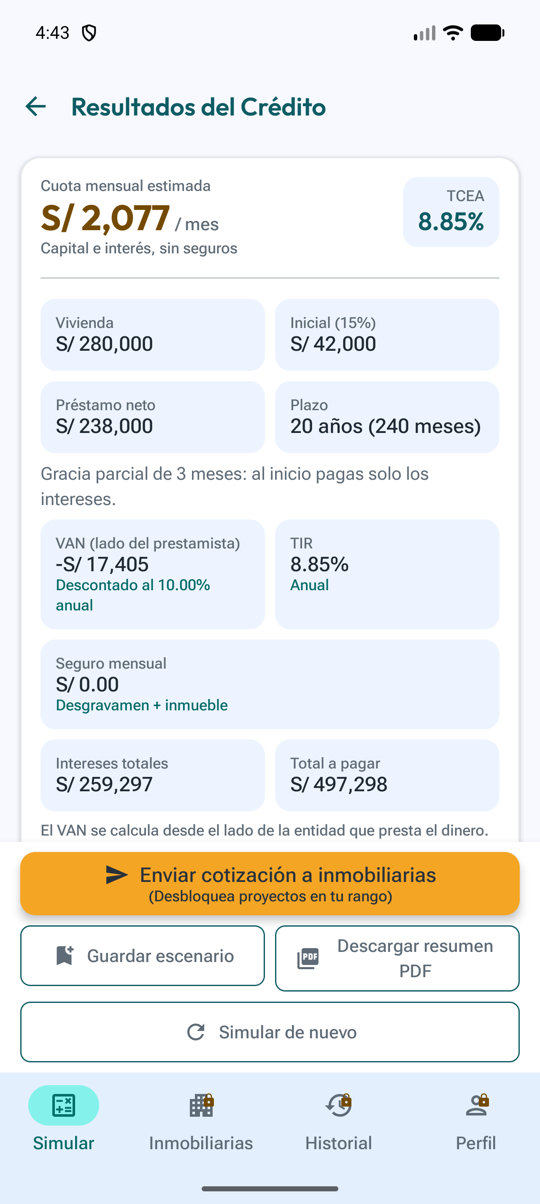 4:43
Resultados del Crédito
Cuota mensual estimada
S/ 2,077 / mes
Capital e interés, sin seguros
TCEA
8.85%
Vivienda
S/ 280,000
Inicial (15%)
S/ 42,000
Préstamo neto
S/ 238,000
Plazo
20 años (240 meses)
Gracia parcial de 3 meses: al inicio pagas solo los
intereses.
VAN (lado del prestamista)
-S/ 17,405
Descontado al 10.00%
anual
TIR
8.85%
Anual
Seguro mensual
S/ 0.00
Desgravamen + inmueble
Intereses totales
S/ 259,297
Total a pagar
S/ 497,298
El VAN se calcula desde el lado de la entidad que presta el dinero.
Enviar cotización a inmobiliarias
(Desbloquea proyectos en tu rango)
Guardar escenario
PDF
Descargar resumen
PDF
Simular de nuevo
Simular
Inmobiliarias
Historial
Perfil